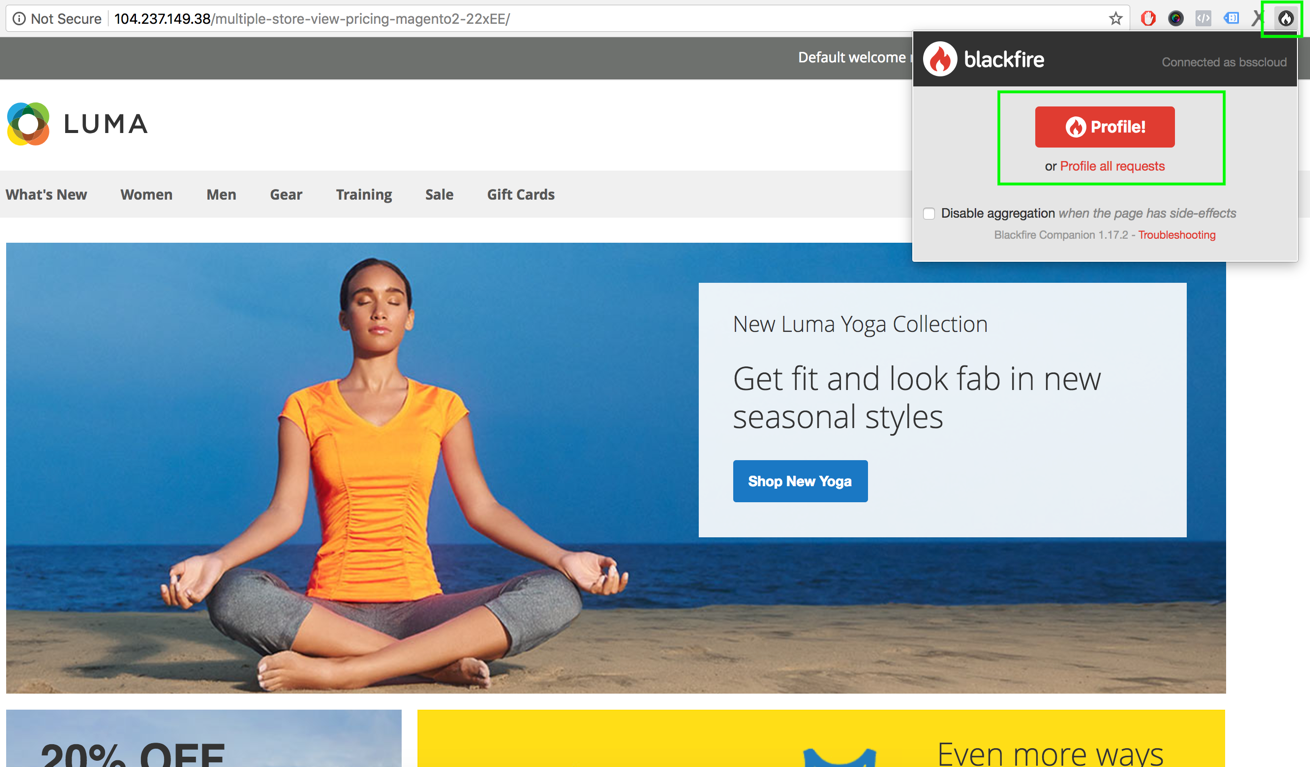 Not Secure | 104.237.149.38/multiple-store-view-pricing-magento2-22xEE/
Default welcome
blackfire
Connected as bsscloud
Profile!
or Profile all requests
Disable aggregation when the page has side-effects
Blackfire Companion 1.17.2 - Troubleshooting
LUMA
What's New Women Men Gear Training Sale Gift Cards
New Luma Yoga Collection
Get fit and look fab in new
seasonal styles
Shop New Yoga
20% OFF
Even more ways